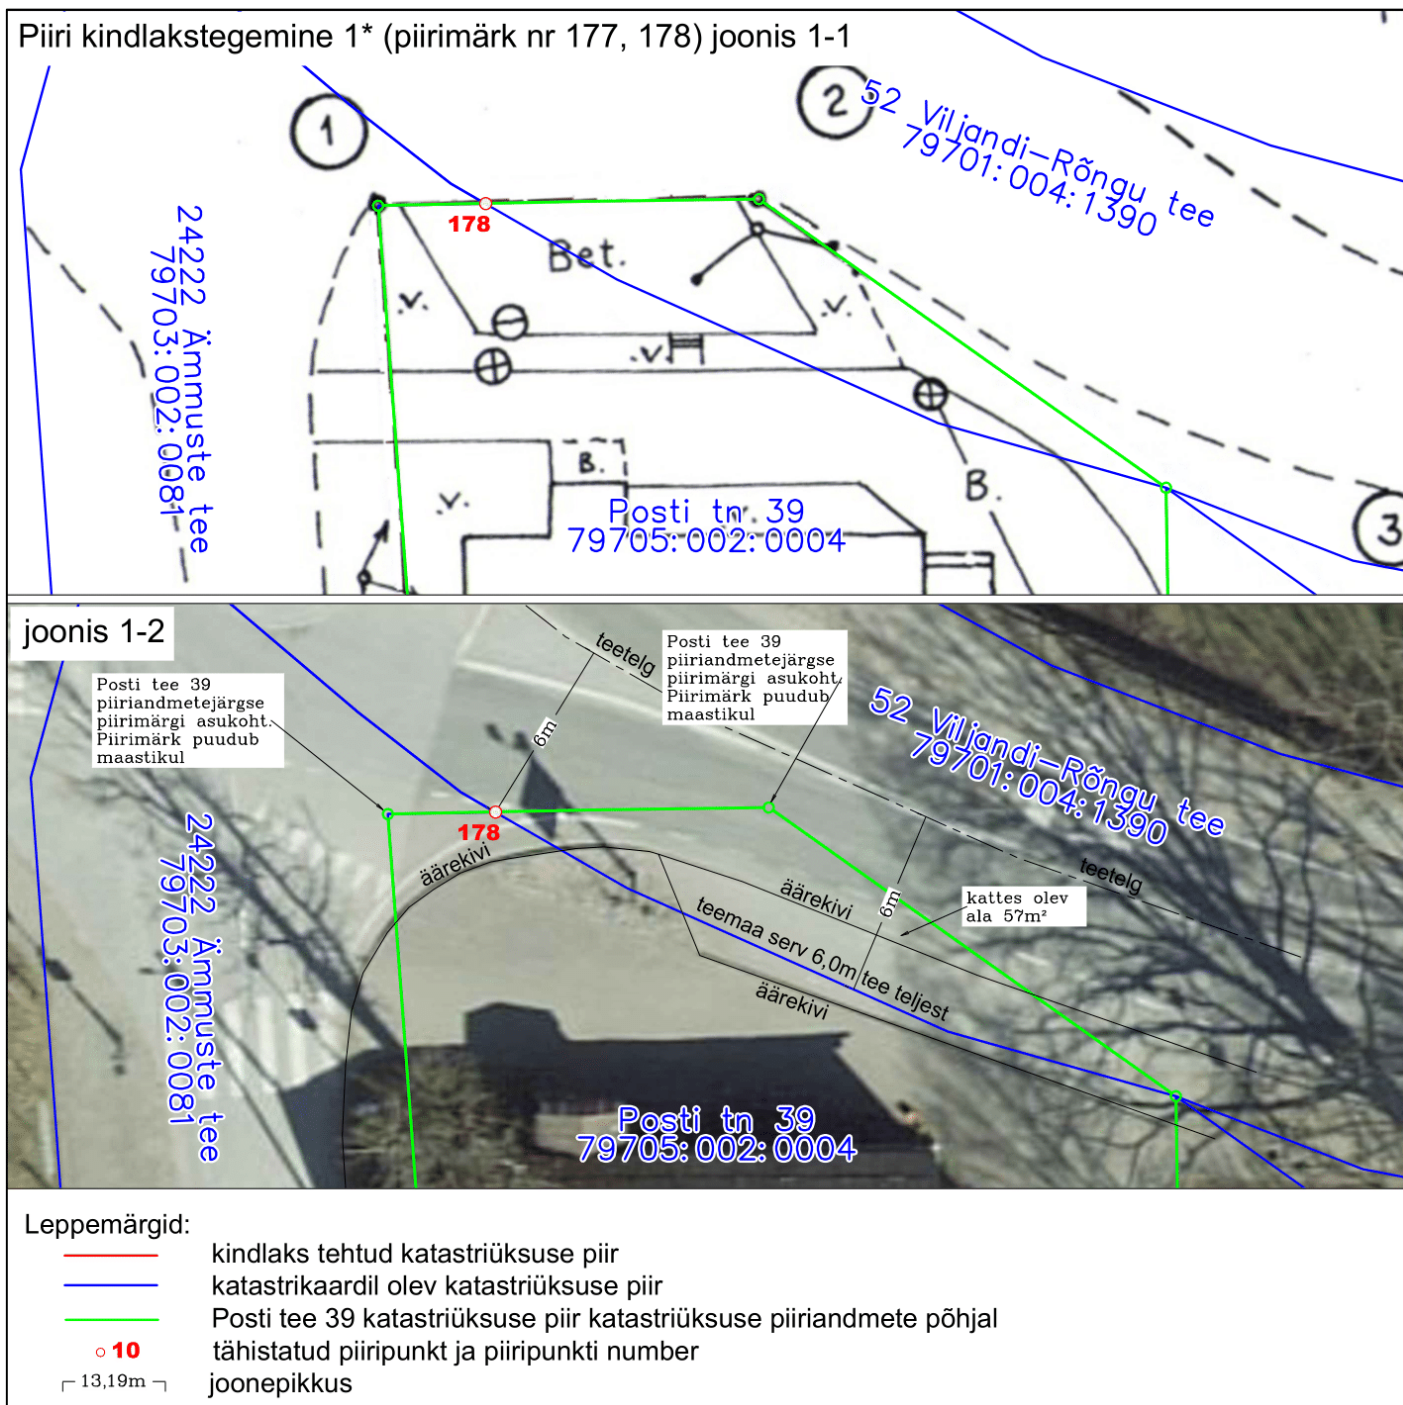 Piiri kindlakstegemine 1* (piirimärk nr 177, 178) joonis 1-1
1
2
52 Viljandi-Rõngu tee
79701:004:1390
178
Bet.
.v.
.v.
.v.
24222 Ämmuste tee
79703:002:0081
B.
.v.
B.
3
Posti tn 39
79705:002:0004
joonis 1-2
Posti tee 39
piiriandmetejärgse
piirimärgi asukoht
Piirimärk puudub
maastikul
teetelg
Posti tee 39
piiriandmetejärgse
piirimärgi asukoht
Piirimärk puudub
maastikul
6m
52 Viljandi-Rõngu tee
79701:004:1390
178
äärekivi
24222 Ämmuste tee
79703:002:0081
äärekivi
6m
teetelg
kattes olev
ala 57m²
teemaa serv 6,0m tee teljest
äärekivi
Posti tn 39
79705:002:0004
Leppemärgid:
kindlaks tehtud katastriüksuse piir
katastrikaardil olev katastriüksuse piir
Posti tee 39 katastriüksuse piir katastriüksuse piiriandmete põhjal
10 tähistatud piiripunkt ja piiripunkti number
13,19m joonepikkus